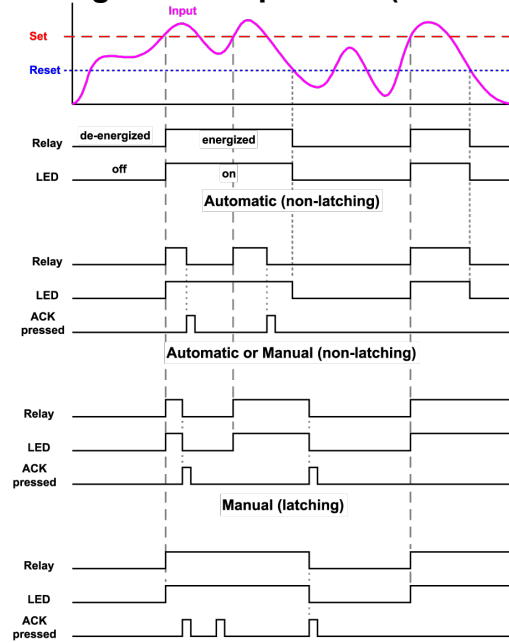 Input
Set
Reset
de-energized
energized
Relay
off
on
LED
Automatic (non-latching)
Relay
LED
ACK
pressed
Automatic or Manual (non-latching)
Relay
LED
ACK
pressed
Manual (latching)
Relay
LED
ACK
pressed